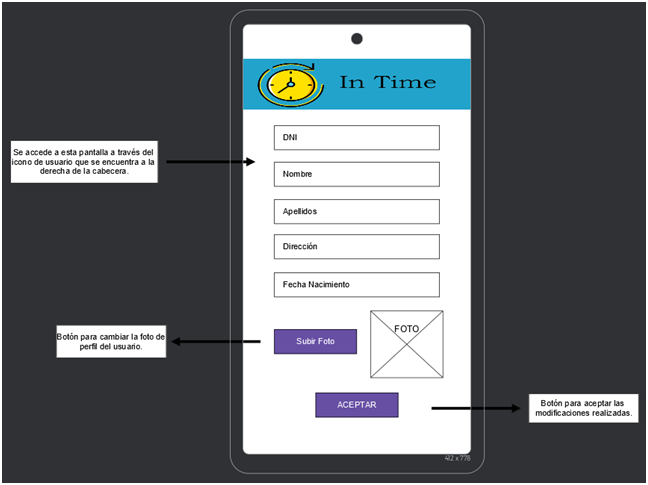 In Time
DNI
Se accede a esta pantalla a través del
icono de usuario que se encuentra a la
derecha de la cabecera.
Nombre
Apellidos
Dirección
Fecha Nacimiento
Botón para cambiar la foto de
perfil del usuario.
Subir Foto
FOTO
ACEPTAR
Botón para aceptar las
modificaciones realizadas.
412 x 778